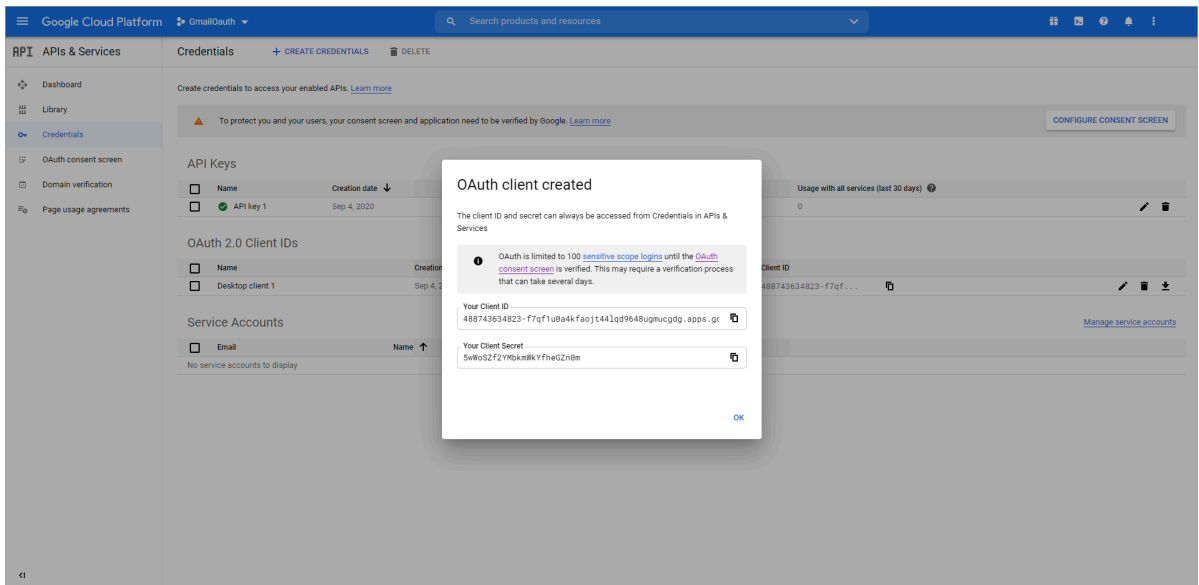 Google Cloud Platform
GmailOauth
Search products and resources
API APIs & Services
Credentials
+ CREATE CREDENTIALS
DELETE
Dashboard
Library
Credentials
OAuth consent screen
Domain verification
Page usage agreements
Create credentials to access your enabled APIs. Learn more
To protect you and your users, your consent screen and application need to be verified by Google. Learn more
CONFIGURE CONSENT SCREEN
API Keys
Name Creation date Usage with all services (last 30 days)
API key 1 Sep 4, 2020 0
OAuth 2.0 Client IDs
Name Creation Client ID
Desktop client 1 Sep 4, 2 488743634823-f7qf...
Service Accounts
Manage service accounts
Email Name
No service accounts to display
OAuth client created
The client ID and secret can always be accessed from Credentials in APIs &
Services
OAuth is limited to 100 sensitive scope logins until the OAuth
consent screen is verified. This may require a verification process
that can take several days.
Your Client ID
488743634823-f7qf1u0a4kfaojt44lqd9648ugmucgdg.apps.gc
Your Client Secret
5wWoSZf2YMbkmWkYfheGZn0m
OK